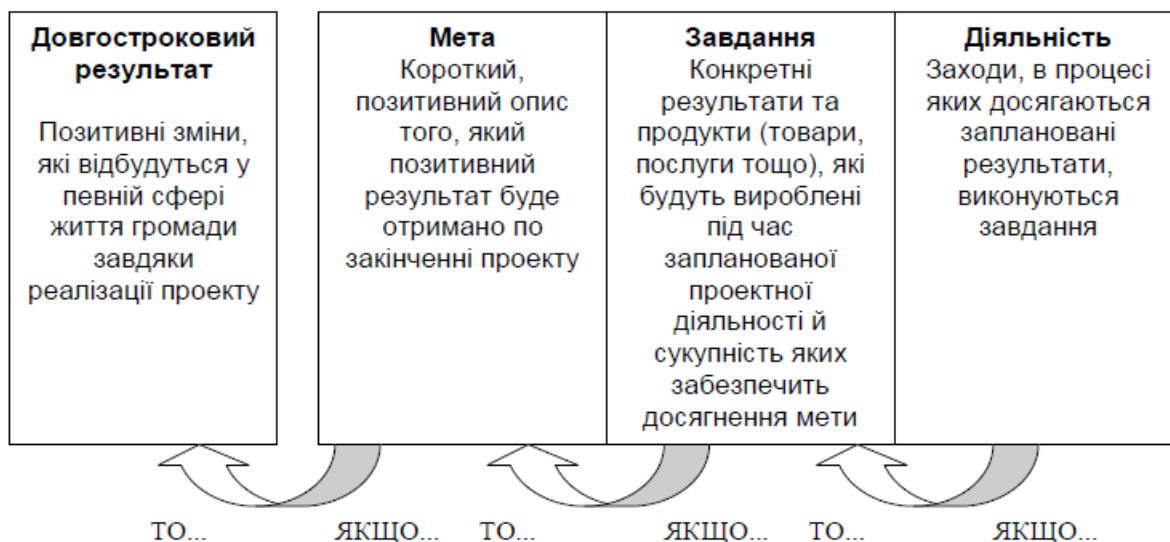 Довгостроковий
результат
Позитивні зміни,
які відбудуться у
певній сфері
життя громади
завдяки
реалізації проекту
Мета
Короткий,
позитивний опис
того, який
позитивний
результат буде
отримано по
закінченні проекту
Завдання
Конкретні
результати та
продукти (товари,
послуги тощо), які
будуть вироблені
під час
запланованої
проектної
діяльності й
сукупність яких
забезпечить
досягнення мети
Діяльність
Заходи, в процесі
яких досягаються
заплановані
результати,
виконуються
завдання
ТО... ЯКЩО... ТО... ЯКЩО... ТО... ЯКЩО...